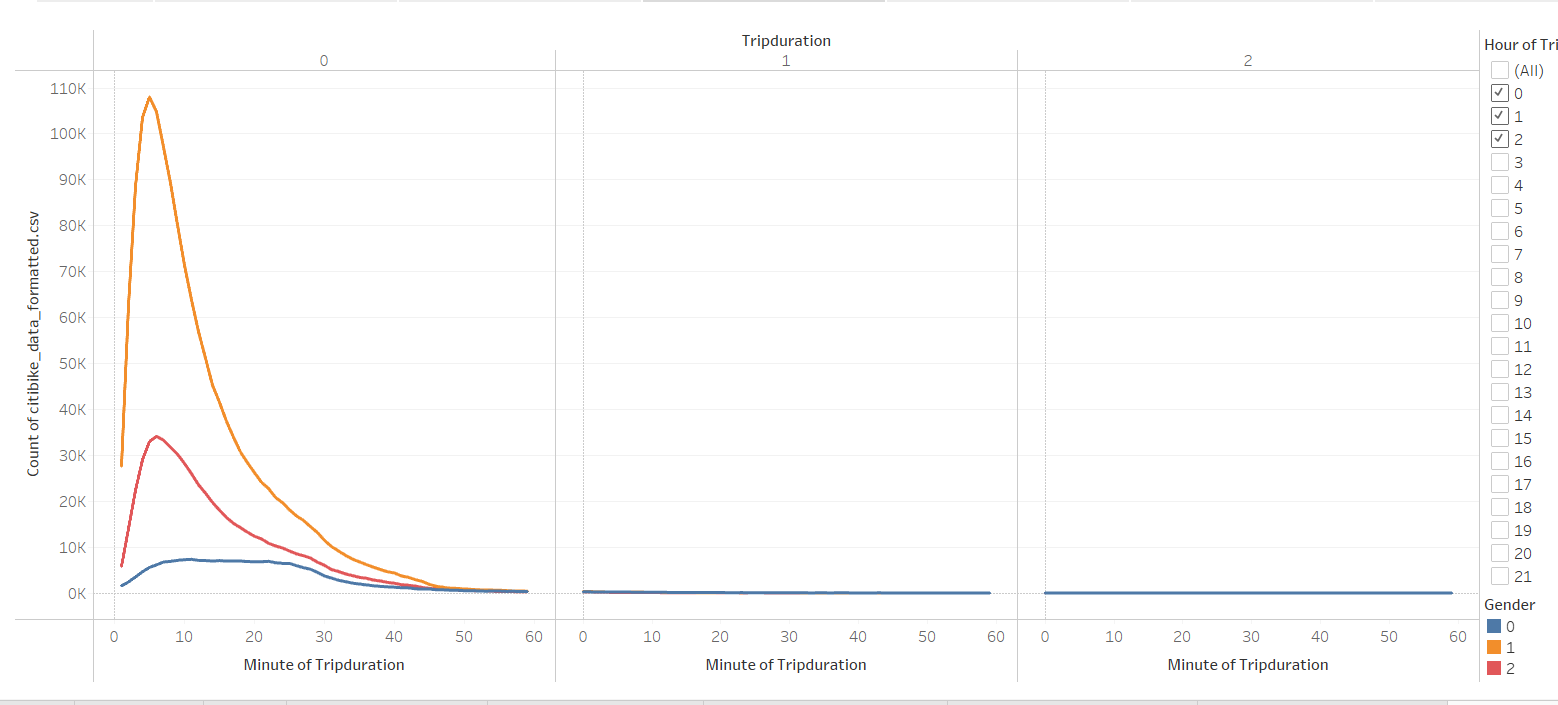 Tripduration
0
1
2
Hour of Tri
(All)
0
1
2
3
4
5
6
7
8
9
10
11
12
13
14
15
16
17
18
19
20
21
Gender
0
1
2
Count of citibike_data_formatted.csv
110K
100K
90K
80K
70K
60K
50K
40K
30K
20K
10K
0K
0 10 20 30 40 50 60
0 10 20 30 40 50 60
0 10 20 30 40 50 60
Minute of Tripduration
Minute of Tripduration
Minute of Tripduration